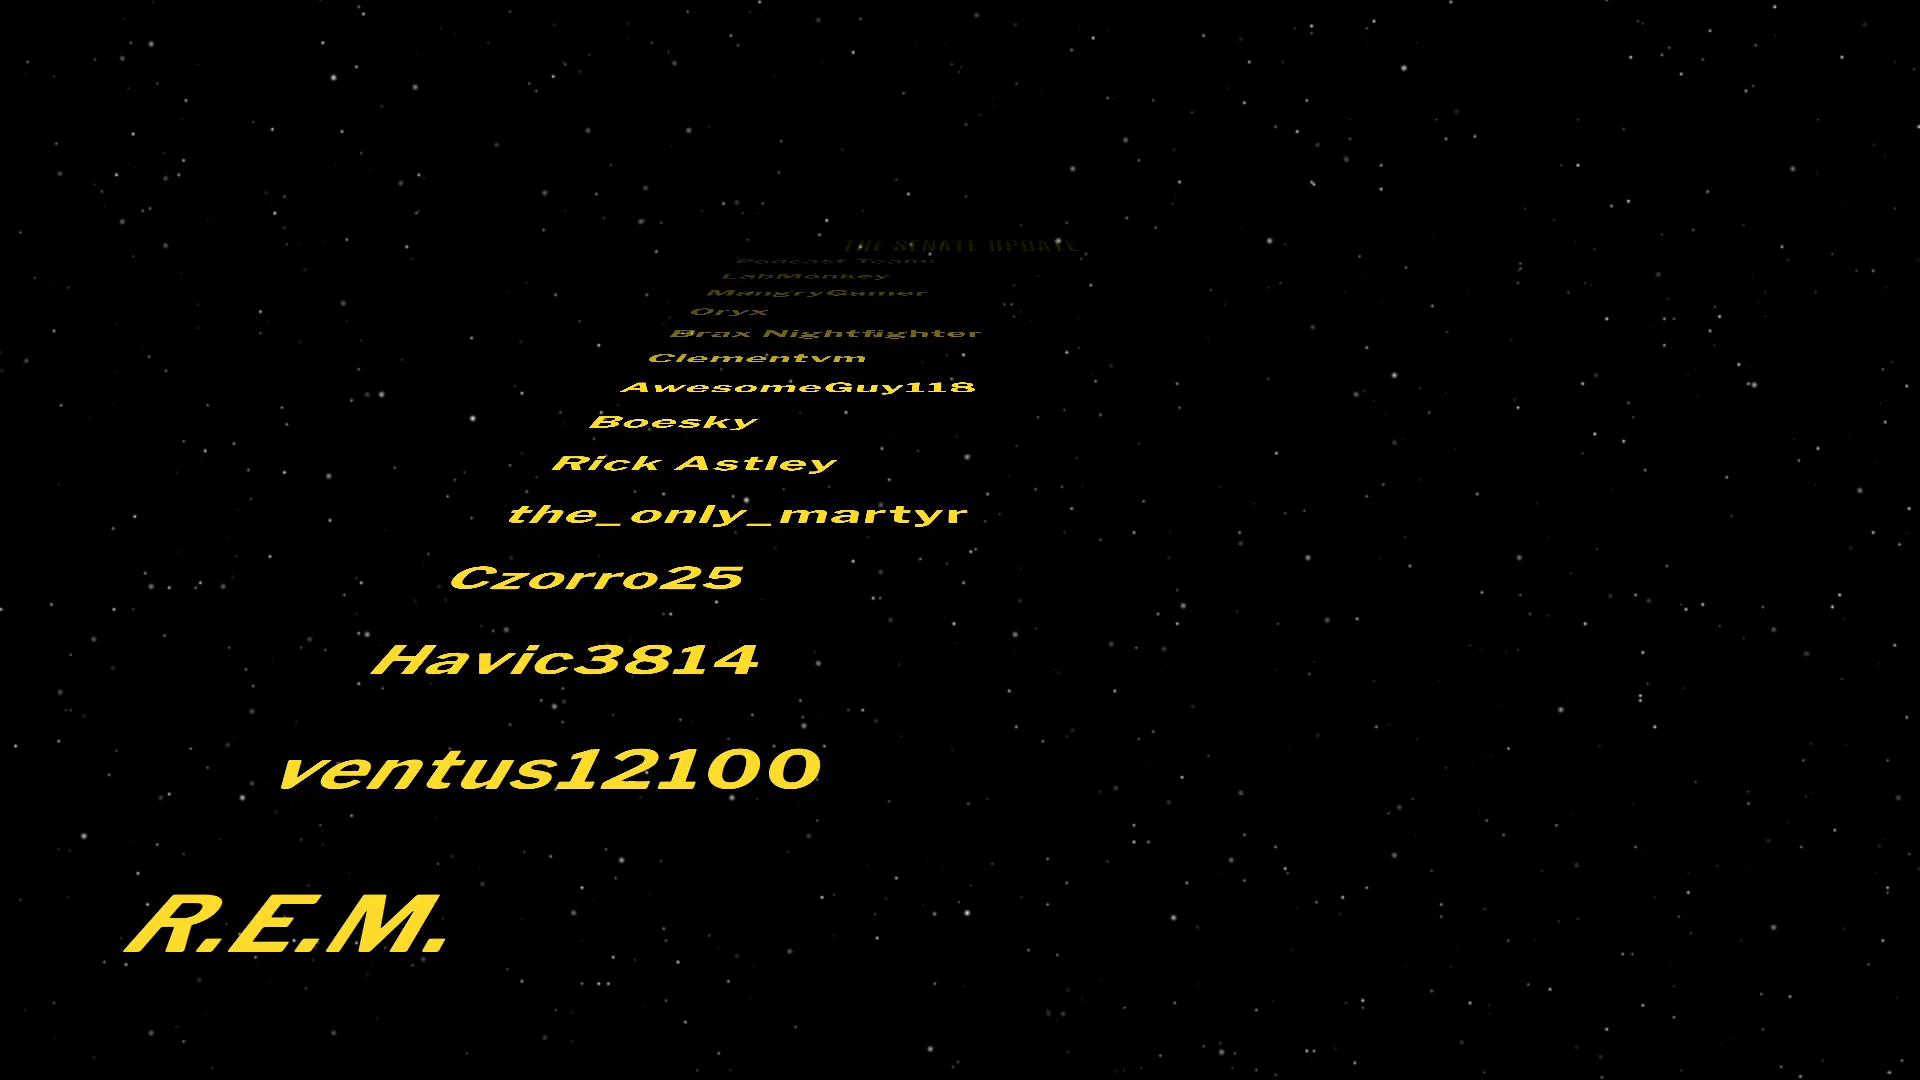 THE SENATE UPDATE
Podcast Team:
LabMonkey
MangryGamer
Oryx
Brax Nightfighter
Clementvm
AwesomeGuy118
Boesky
Rick Astley
the_only_martyr
Czorro25
Havic3814
ventus12100
R.E.M.